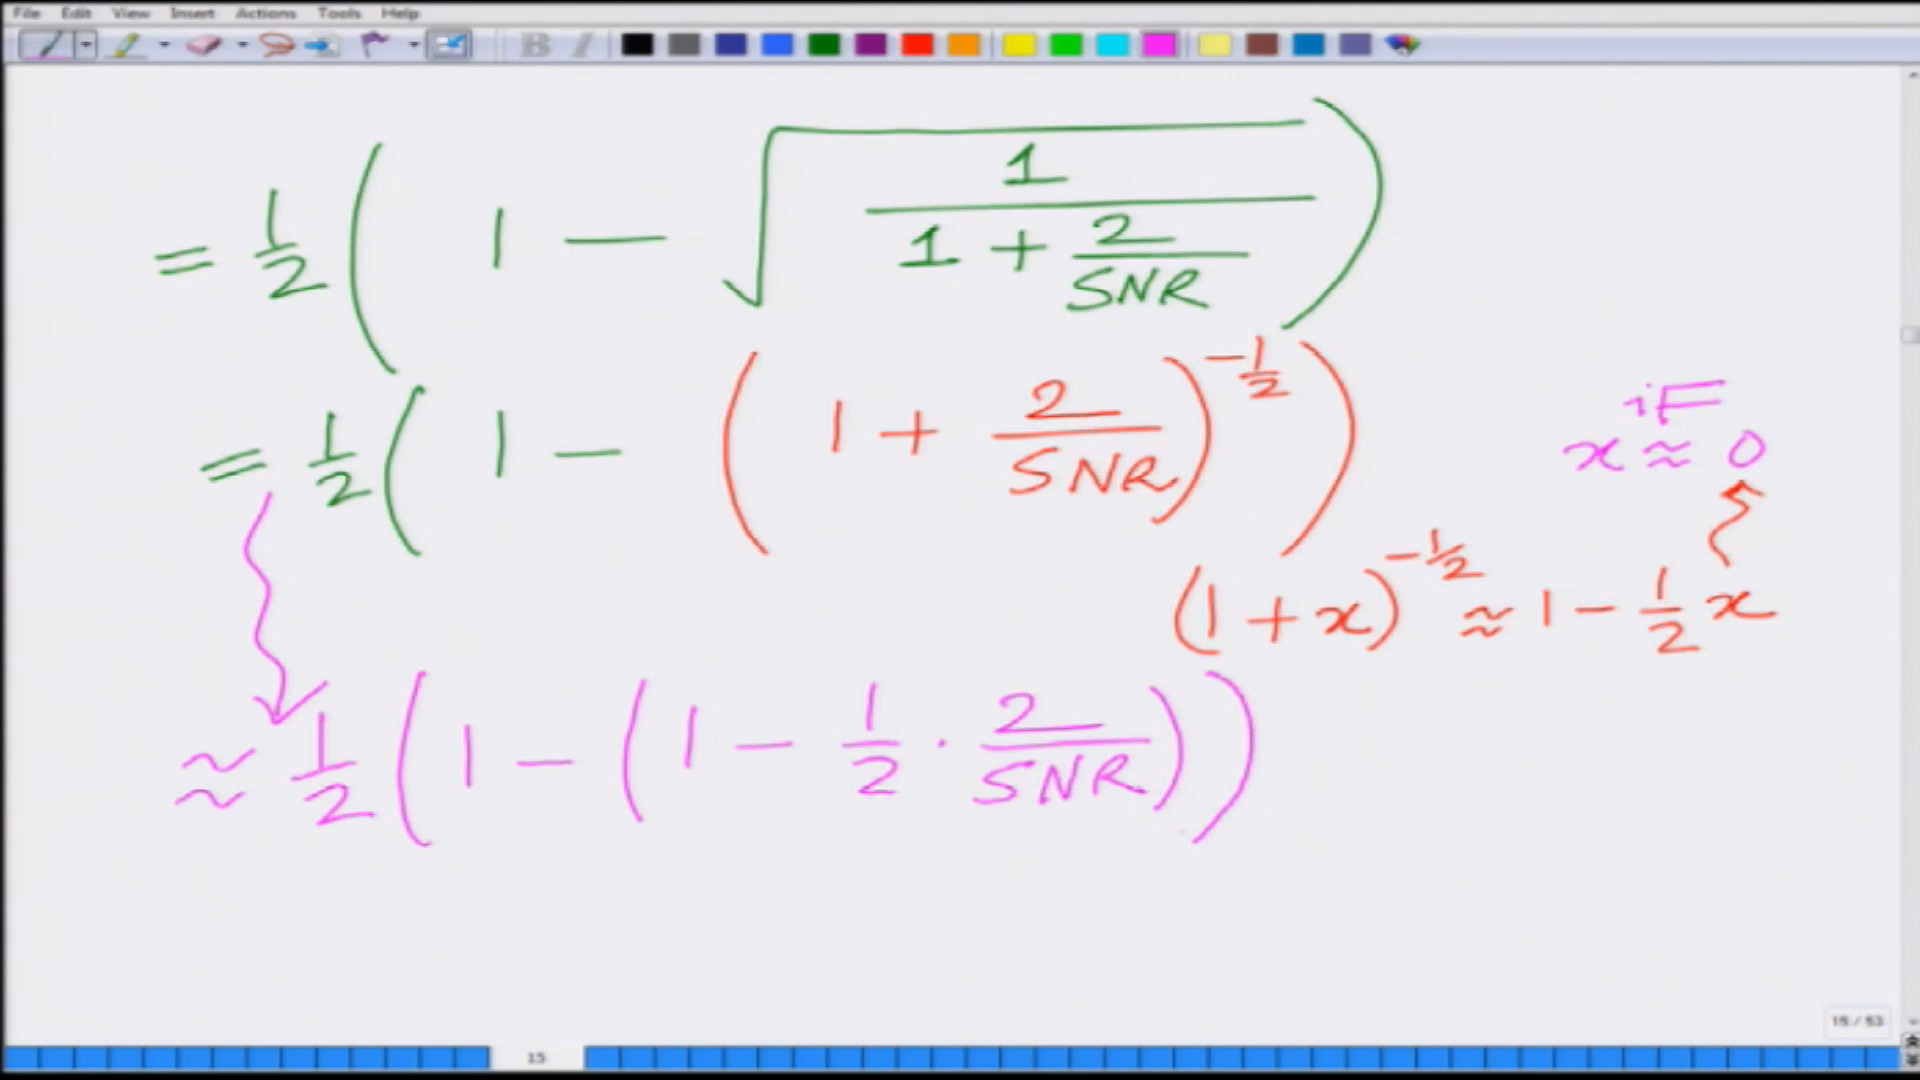 File Edit View Insert Actions Tools Help
B I
= 1/2 ( 1 − √( 1 / (1 + 2/SNR) ) )
= 1/2 ( 1 − ( 1 + 2/SNR )^(−1/2) )
iF
x ≈ 0
(1 + x)^(−1/2) ≈ 1 − 1/2 x
≈ 1/2 ( 1 − ( 1 − 1/2 · 2/SNR ) )
15 / 53
15